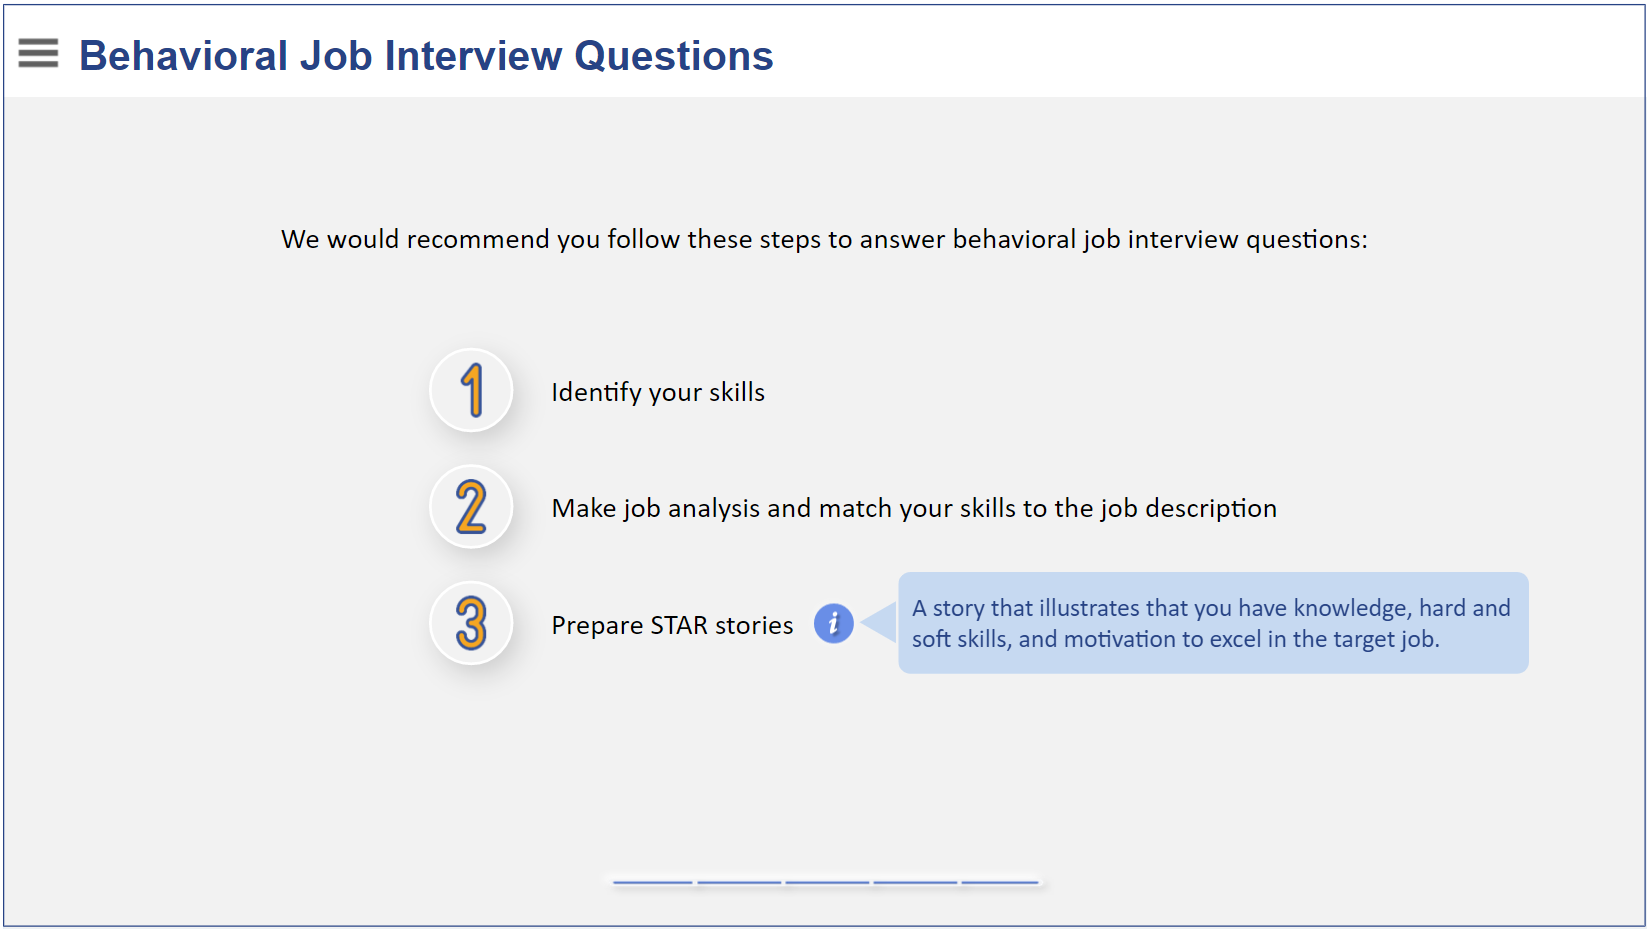 Behavioral Job Interview Questions
We would recommend you follow these steps to answer behavioral job interview questions:
1
Identify your skills
2
Make job analysis and match your skills to the job description
3
Prepare STAR stories
i
A story that illustrates that you have knowledge, hard and
soft skills, and motivation to excel in the target job.